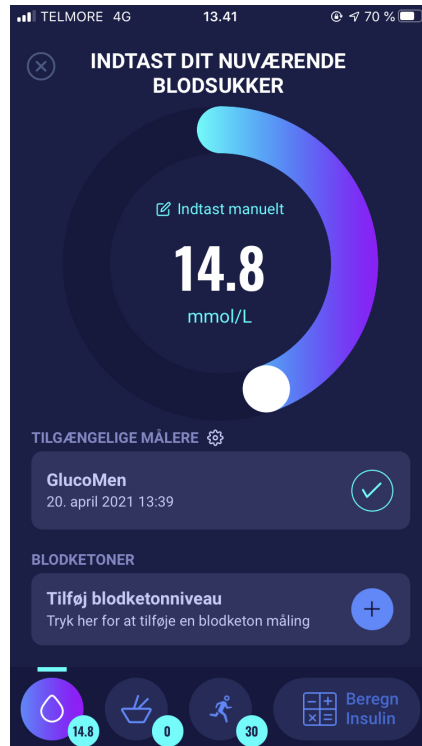 TELMORE 4G 13.41 70 %
INDTAST DIT NUVÆRENDE
BLODSUKKER
Indtast manuelt
14.8
mmol/L
TILGÆNGELIGE MÅLERE
GlucoMen
20. april 2021 13:39
BLODKETONER
Tilføj blodketonniveau
Tryk her for at tilføje en blodketon måling
14.8
0
30
Beregn
Insulin